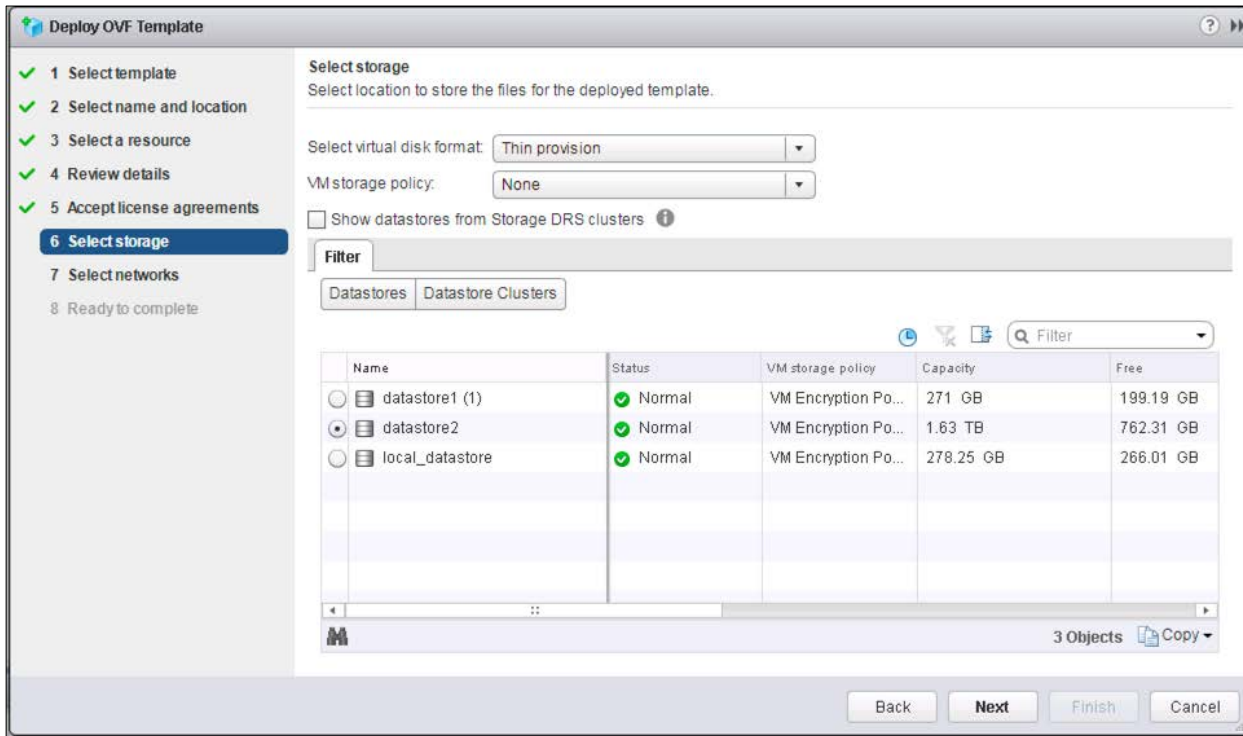 Deploy OVF Template
1 Select template
2 Select name and location
3 Select a resource
4 Review details
5 Accept license agreements
6 Select storage
7 Select networks
8 Ready to complete
Select storage
Select location to store the files for the deployed template.
Select virtual disk format: Thin provision
VM storage policy: None
Show datastores from Storage DRS clusters
Filter
Datastores Datastore Clusters
Filter
Name Status VM storage policy Capacity Free
datastore1 (1) Normal VM Encryption Po... 271 GB 199.19 GB
datastore2 Normal VM Encryption Po... 1.63 TB 762.31 GB
local_datastore Normal VM Encryption Po... 278.25 GB 266.01 GB
3 Objects Copy
Back Next Finish Cancel